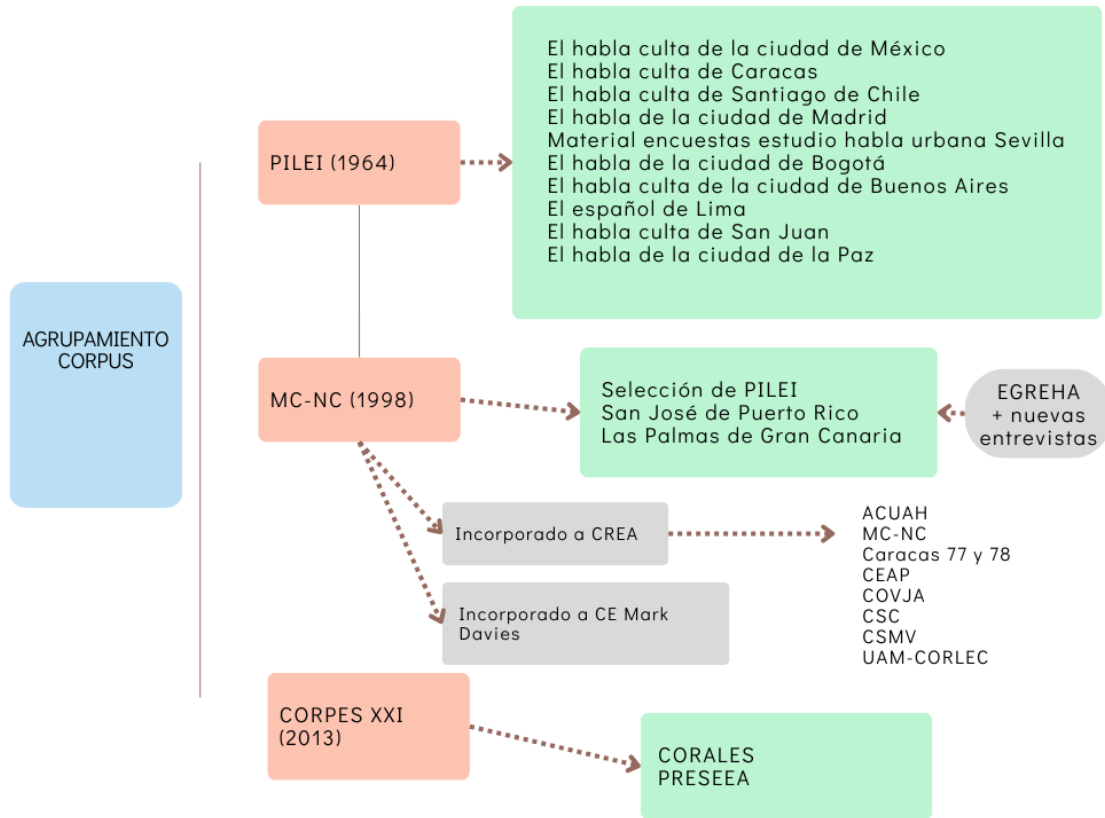 AGRUPAMIENTO
CORPUS
PILEI (1964)
El habla culta de la ciudad de México
El habla culta de Caracas
El habla culta de Santiago de Chile
El habla de la ciudad de Madrid
Material encuestas estudio habla urbana Sevilla
El habla de la ciudad de Bogotá
El habla culta de la ciudad de Buenos Aires
El español de Lima
El habla culta de San Juan
El habla de la ciudad de la Paz
MC-NC (1998)
Selección de PILEI
San José de Puerto Rico
Las Palmas de Gran Canaria
EGREHA
+ nuevas
entrevistas
Incorporado a CREA
ACUAH
MC-NC
Caracas 77 y 78
CEAP
COVJA
CSC
CSMV
UAM-CORLEC
Incorporado a CE Mark
Davies
CORPES XXI
(2013)
CORALES
PRESEEA